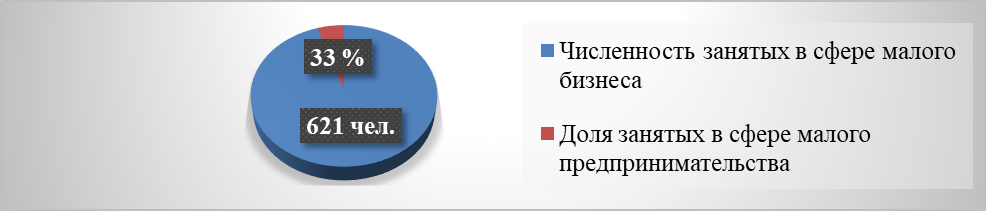 33 %
621 чел.
Численность занятых в сфере малого
бизнеса
Доля занятых в сфере малого
предпринимательства